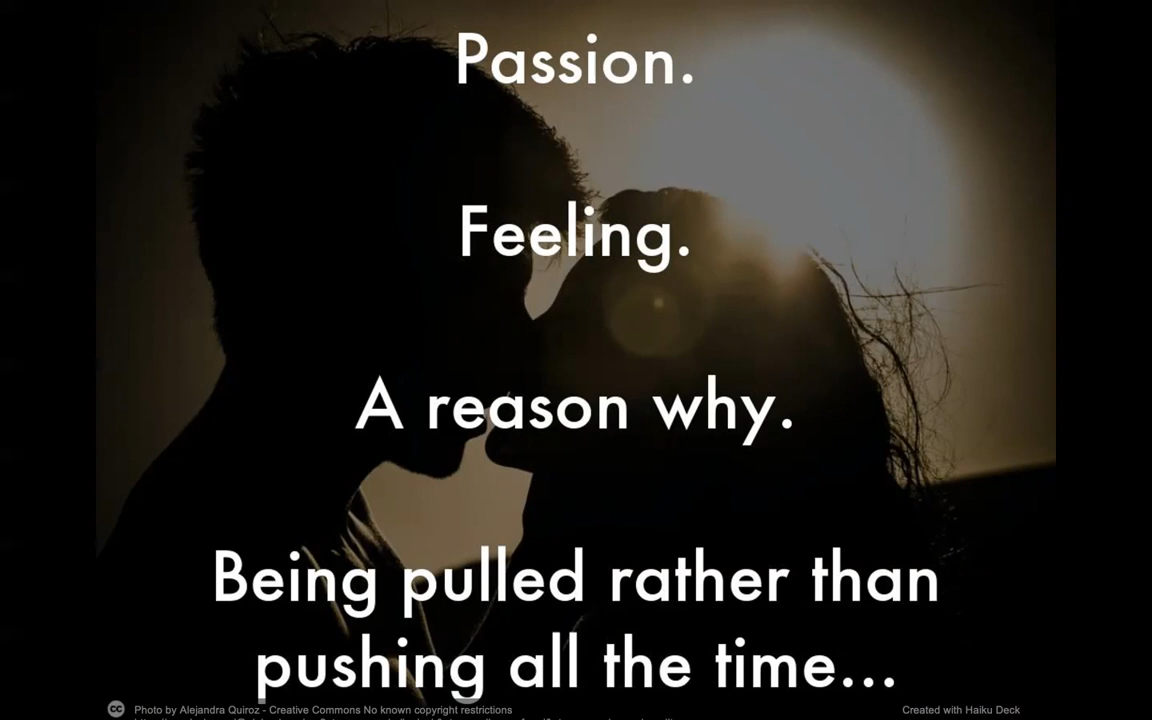 Passion.
Feeling.
A reason why.
Being pulled rather than
pushing all the time...
cc Photo by Alejandra Quiroz - Creative Commons No known copyright restrictions
Created with Haiku Deck